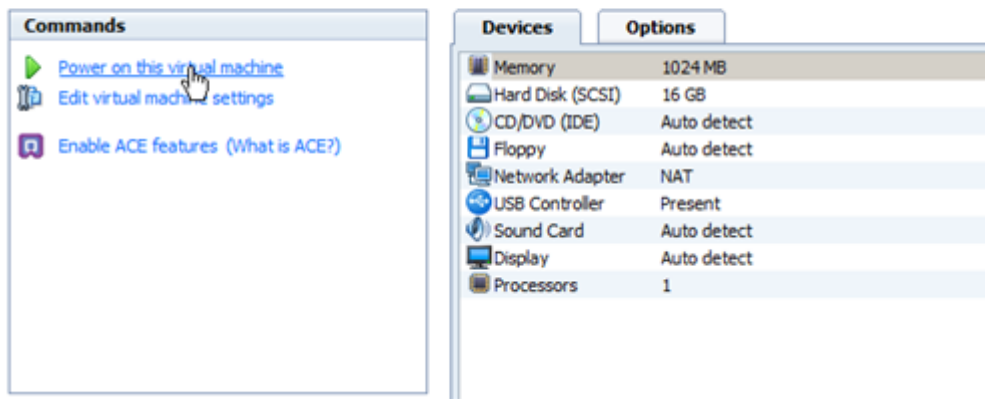 Commands
Power on this virtual machine
Edit virtual machine settings
Enable ACE features (What is ACE?)
Devices
Options
Memory 1024 MB
Hard Disk (SCSI) 16 GB
CD/DVD (IDE) Auto detect
Floppy Auto detect
Network Adapter NAT
USB Controller Present
Sound Card Auto detect
Display Auto detect
Processors 1